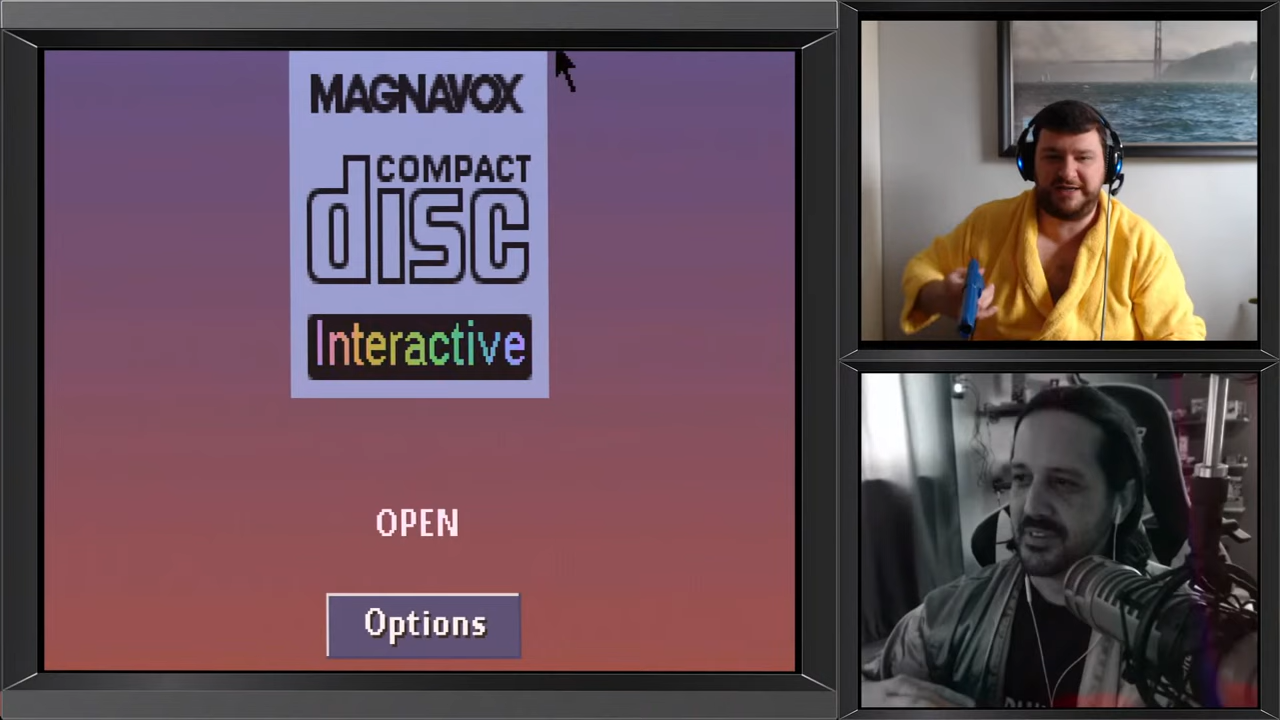 MAGNAVOX
COMPACT
disc
Interactive
OPEN
Options